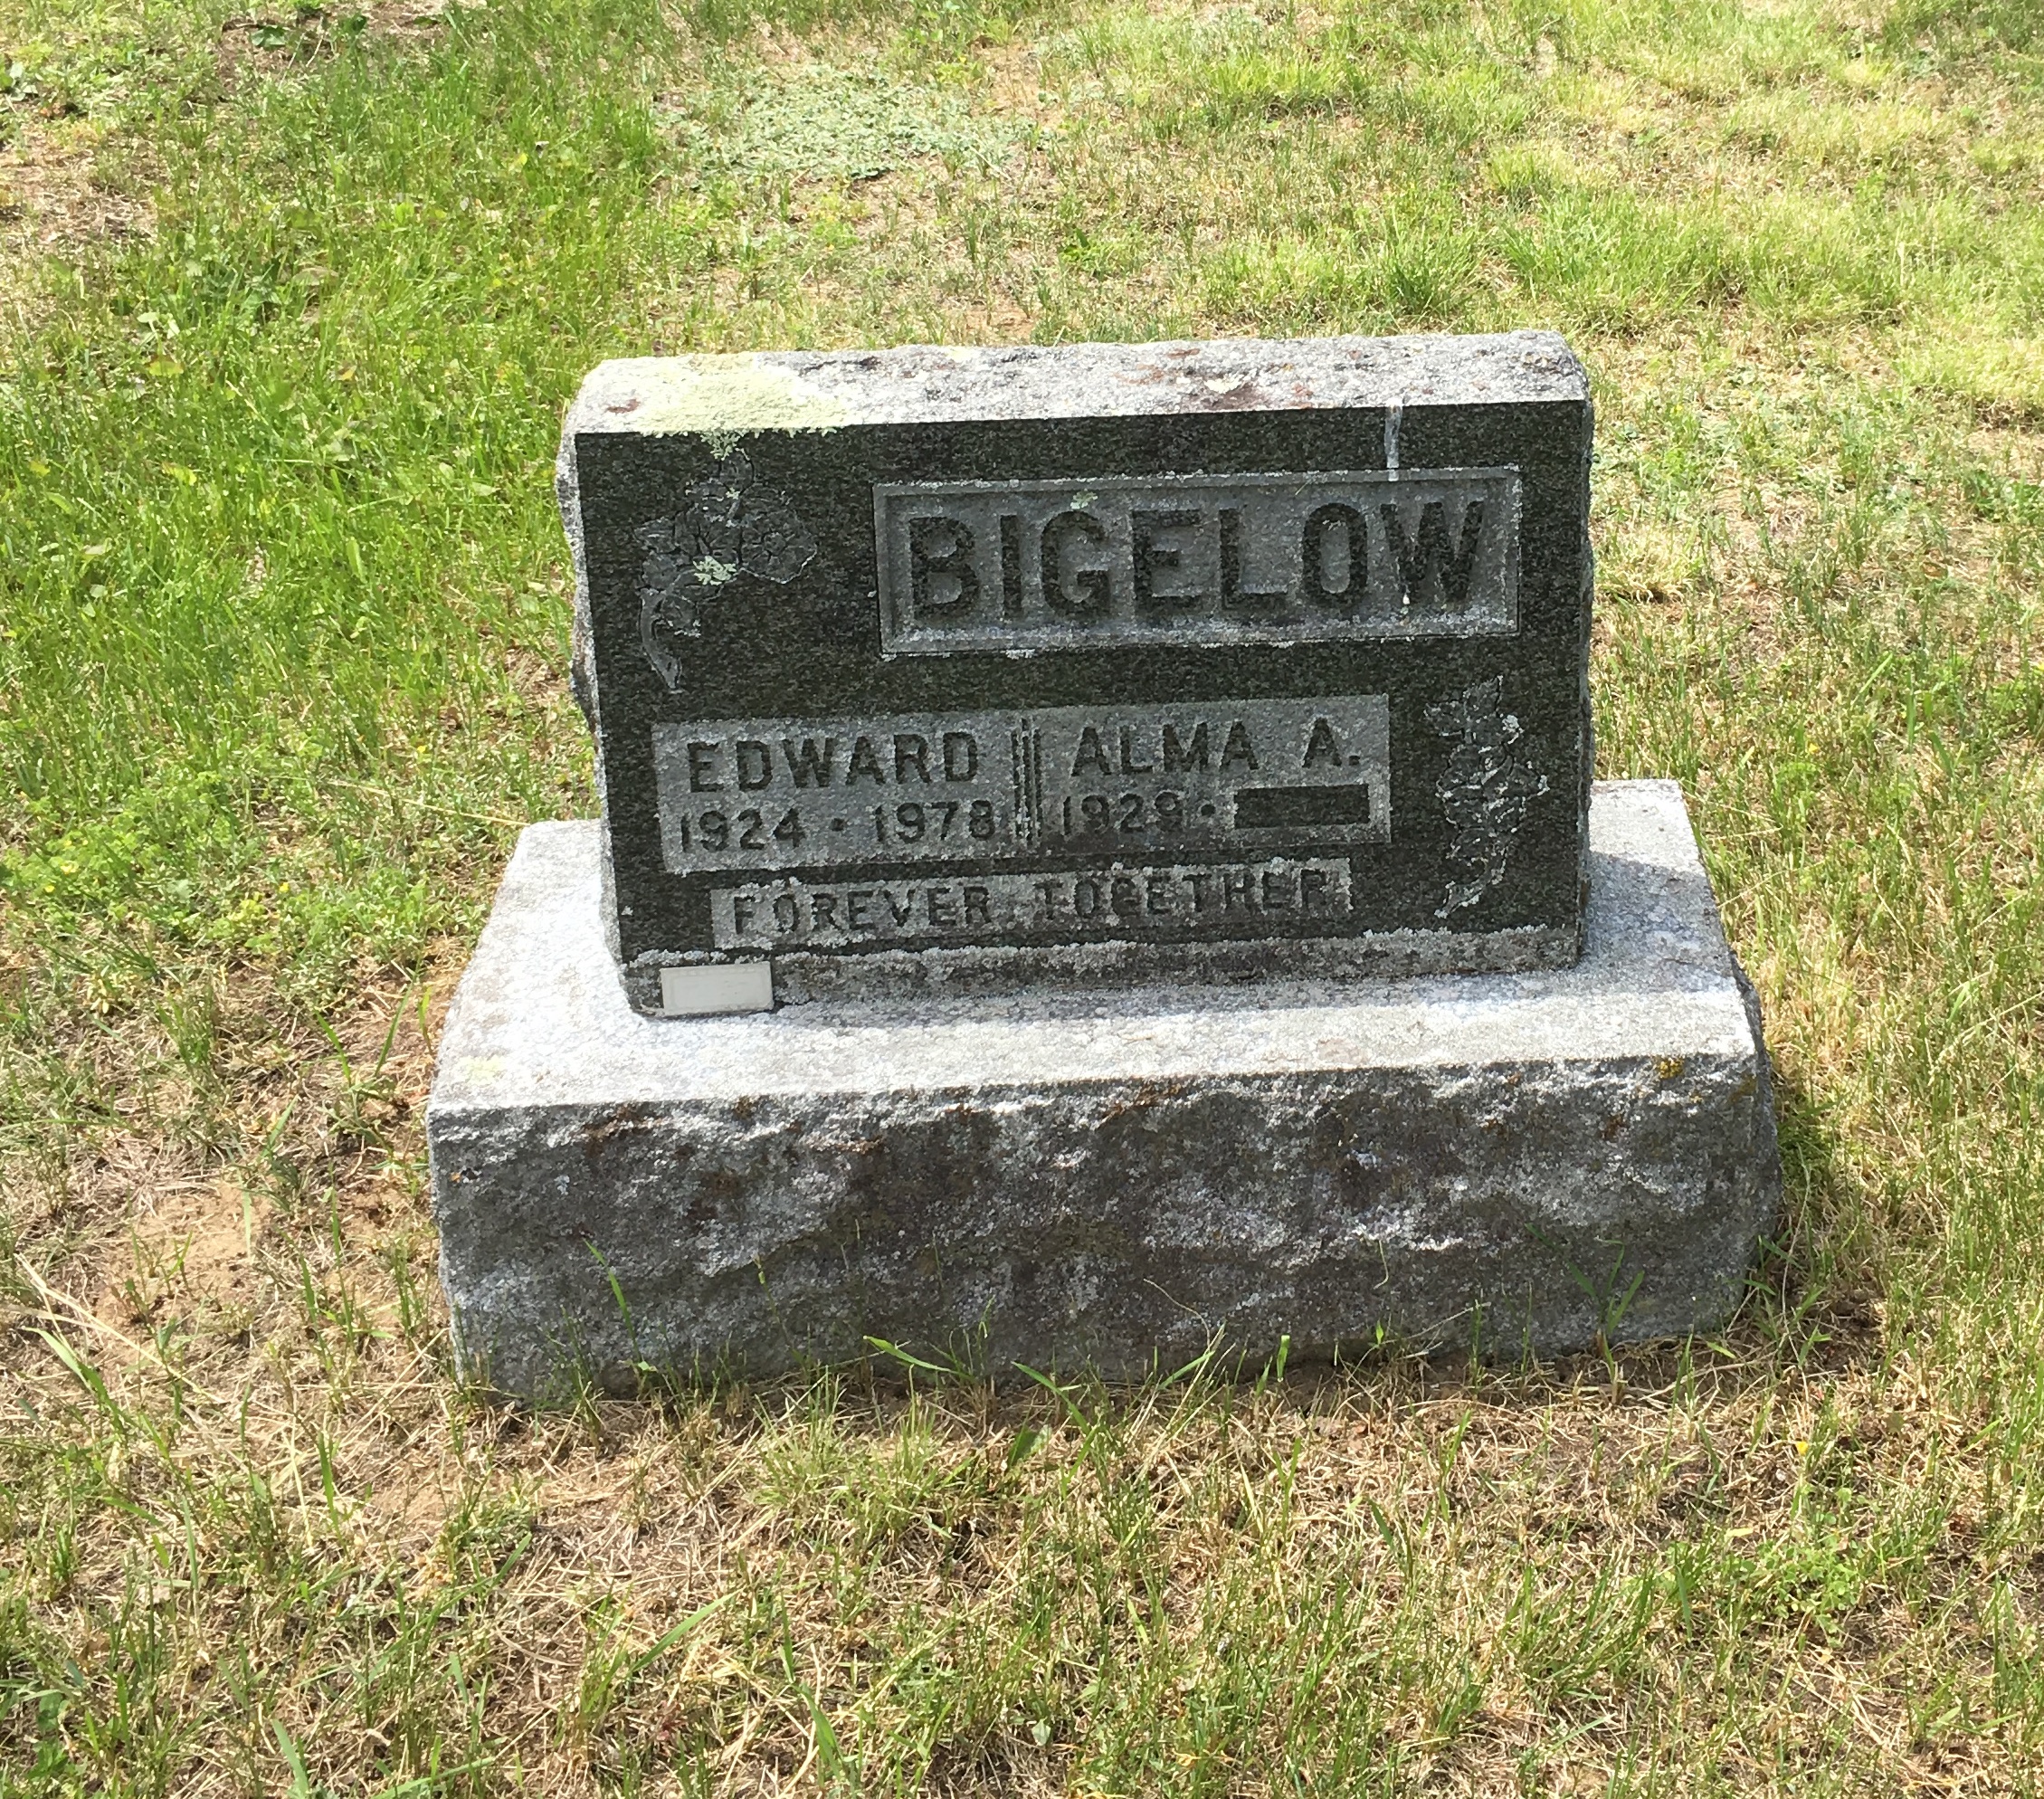 BIGELOW
EDWARD ALMA A.
1924 · 1978 1929 ·
FOREVER TOGETHER